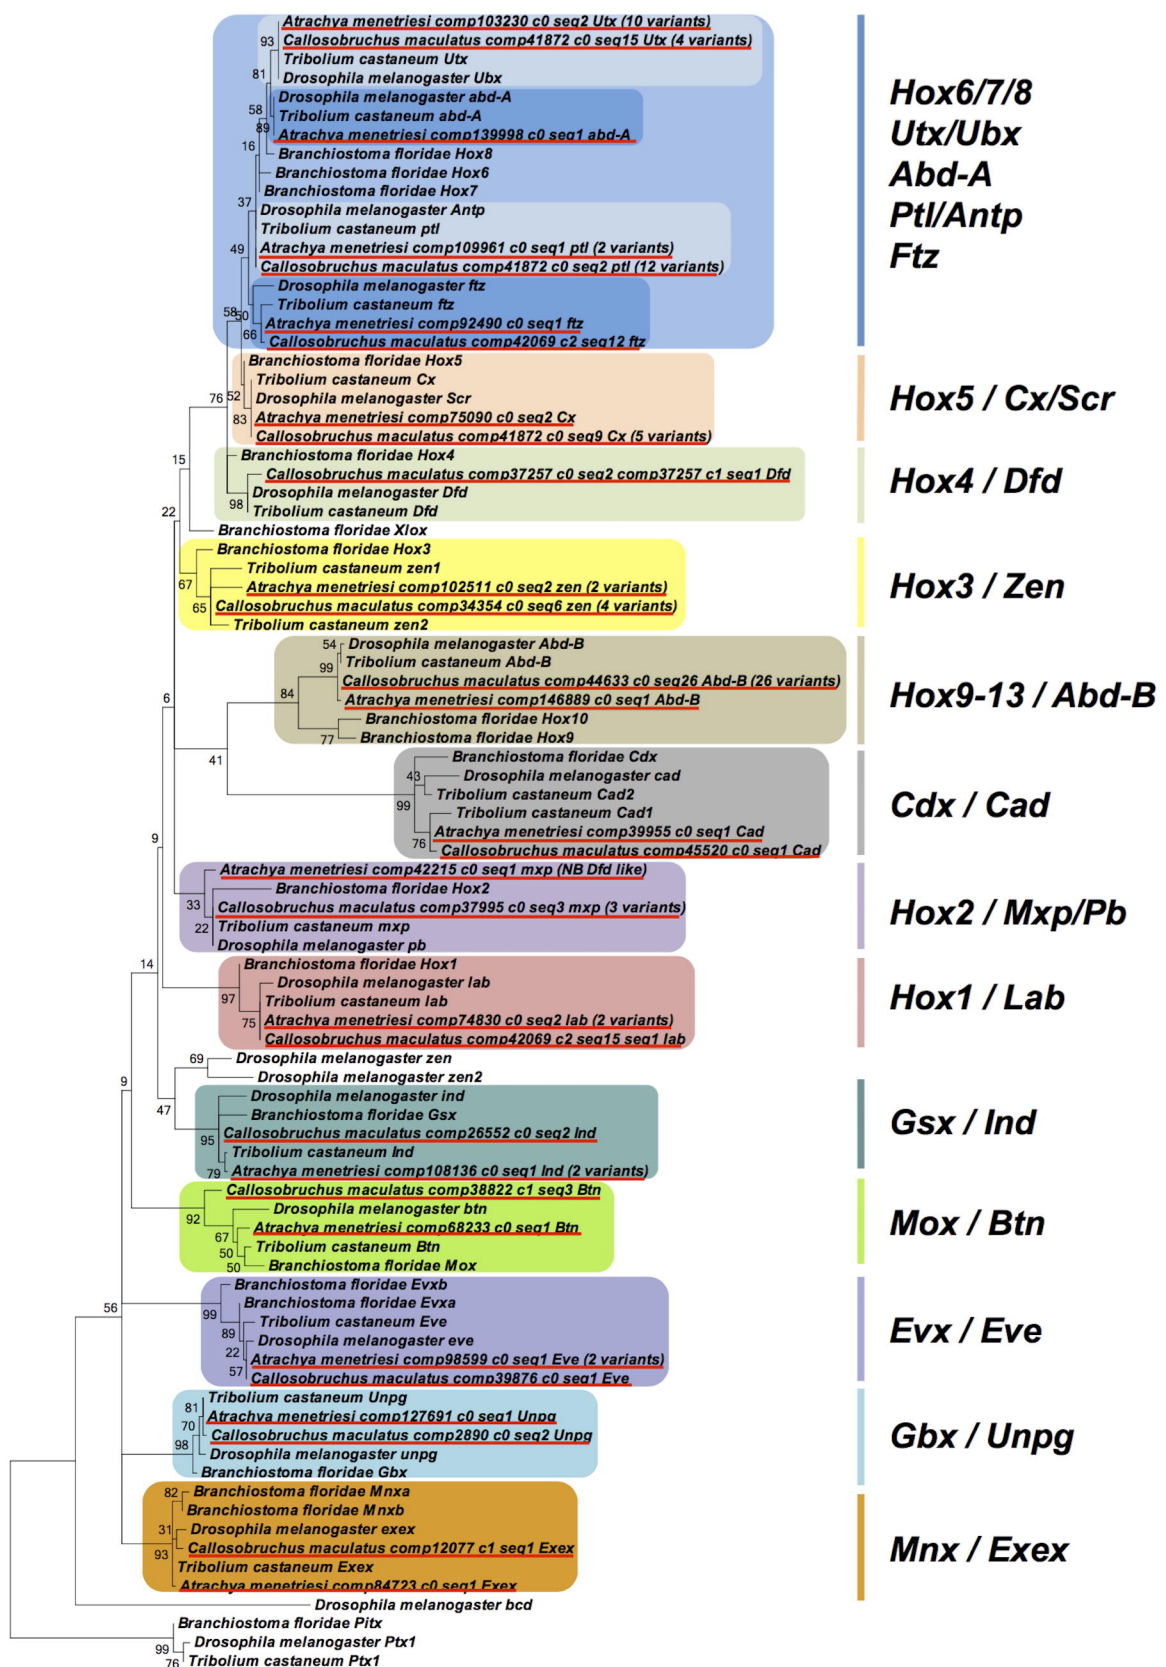 Atrachya menetriesi comp103230 c0 seq2 Utx (10 variants)
93
Callosobruchus maculatus comp41872 c0 seq15 Utx (4 variants)
Tribolium castaneum Utx
81
Drosophila melanogaster Ubx
Drosophila melanogaster abd-A
58
Tribolium castaneum abd-A
89
Atrachya menetriesi comp139998 c0 seq1 abd-A
16
Branchiostoma floridae Hox8
Branchiostoma floridae Hox6
Branchiostoma floridae Hox7
37
Drosophila melanogaster Antp
Tribolium castaneum ptl
49
Atrachya menetriesi comp109961 c0 seq1 ptl (2 variants)
Callosobruchus maculatus comp41872 c0 seq2 ptl (12 variants)
Drosophila melanogaster ftz
Tribolium castaneum ftz
58
50
Atrachya menetriesi comp92490 c0 seq1 ftz
66
Callosobruchus maculatus comp42069 c2 seq12 ftz
Hox6/7/8
Utx/Ubx
Abd-A
Ptl/Antp
Ftz
Branchiostoma floridae Hox5
Tribolium castaneum Cx
52
Drosophila melanogaster Scr
76
83
Atrachya menetriesi comp75090 c0 seq2 Cx
Callosobruchus maculatus comp41872 c0 seq9 Cx (5 variants)
Hox5 / Cx/Scr
Branchiostoma floridae Hox4
15
Callosobruchus maculatus comp37257 c0 seq2 comp37257 c1 seq1 Dfd
Drosophila melanogaster Dfd
98
Tribolium castaneum Dfd
Hox4 / Dfd
22
Branchiostoma floridae Xlox
Branchiostoma floridae Hox3
Tribolium castaneum zen1
67
Atrachya menetriesi comp102511 c0 seq2 zen (2 variants)
65
Callosobruchus maculatus comp34354 c0 seq6 zen (4 variants)
Tribolium castaneum zen2
Hox3 / Zen
54
Drosophila melanogaster Abd-B
99
Tribolium castaneum Abd-B
Callosobruchus maculatus comp44633 c0 seq26 Abd-B (26 variants)
84
6
Atrachya menetriesi comp146889 c0 seq1 Abd-B
Branchiostoma floridae Hox10
77
Branchiostoma floridae Hox9
Hox9-13 / Abd-B
41
Branchiostoma floridae Cdx
43
Drosophila melanogaster cad
Tribolium castaneum Cad2
99
Tribolium castaneum Cad1
Atrachya menetriesi comp39955 c0 seq1 Cad
76
Callosobruchus maculatus comp45520 c0 seq1 Cad
Cdx / Cad
9
Atrachya menetriesi comp42215 c0 seq1 mxp (NB Dfd like)
Branchiostoma floridae Hox2
33
Callosobruchus maculatus comp37995 c0 seq3 mxp (3 variants)
22
Tribolium castaneum mxp
Drosophila melanogaster pb
Hox2 / Mxp/Pb
14
Branchiostoma floridae Hox1
Drosophila melanogaster lab
97
Tribolium castaneum lab
75
Atrachya menetriesi comp74830 c0 seq2 lab (2 variants)
Callosobruchus maculatus comp42069 c2 seq15 seq1 lab
Hox1 / Lab
69
Drosophila melanogaster zen
9
Drosophila melanogaster zen2
47
Drosophila melanogaster ind
Branchiostoma floridae Gsx
95
Callosobruchus maculatus comp26552 c0 seq2 Ind
Tribolium castaneum Ind
79
Atrachya menetriesi comp108136 c0 seq1 Ind (2 variants)
Gsx / Ind
Callosobruchus maculatus comp38822 c1 seq3 Btn
92
Drosophila melanogaster btn
67
Atrachya menetriesi comp68233 c0 seq1 Btn
50
Tribolium castaneum Btn
50
Branchiostoma floridae Mox
Mox / Btn
56
Branchiostoma floridae Evxb
99
Branchiostoma floridae Evxa
89
Tribolium castaneum Eve
22
Drosophila melanogaster eve
57
Atrachya menetriesi comp98599 c0 seq1 Eve (2 variants)
Callosobruchus maculatus comp39876 c0 seq1 Eve
Evx / Eve
81
Tribolium castaneum Unpg
70
Atrachya menetriesi comp127691 c0 seq1 Unpg
98
Callosobruchus maculatus comp2890 c0 seq2 Unpg
Drosophila melanogaster unpg
Branchiostoma floridae Gbx
Gbx / Unpg
82
Branchiostoma floridae Mnxa
Branchiostoma floridae Mnxb
31
Drosophila melanogaster exex
93
Callosobruchus maculatus comp12077 c1 seq1 Exex
Tribolium castaneum Exex
Atrachya menetriesi comp84723 c0 seq1 Exex
Mnx / Exex
Drosophila melanogaster bcd
Branchiostoma floridae Pitx
99
Drosophila melanogaster Ptx1
76
Tribolium castaneum Ptx1